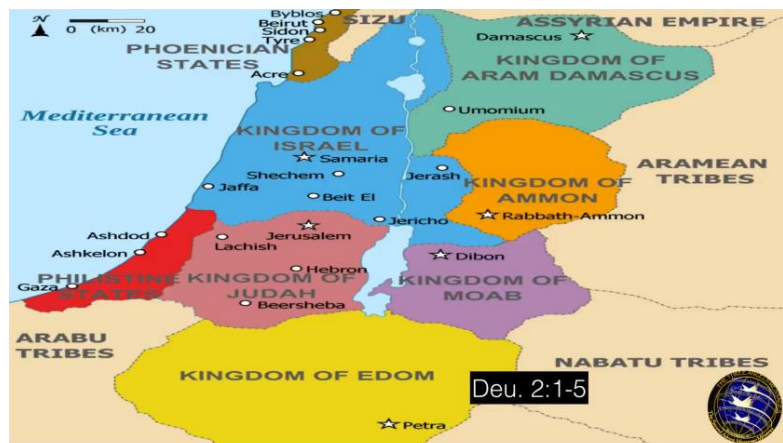 N
0 (km) 20
Byblos
Beirut
Sidon
Tyre
SIZU
ASSYRIAN EMPIRE
PHOENICIAN
STATES
Damascus
KINGDOM OF
ARAM DAMASCUS
Acre
Umomium
Mediterranean
Sea
KINGDOM OF
ISRAEL
Samaria
Shechem
Jerash
Jaffa
Beit El
KINGDOM OF
AMMON
ARAMEAN
TRIBES
Rabbath-Ammon
Jericho
Ashdod
Jerusalem
Lachish
Ashkelon
Dibon
PHILISTINE
STATES
Gaza
Hebron
KINGDOM OF
JUDAH
KINGDOM OF
MOAB
Beersheba
ARABU
TRIBES
NABATU TRIBES
KINGDOM OF EDOM
Deu. 2:1-5
Petra